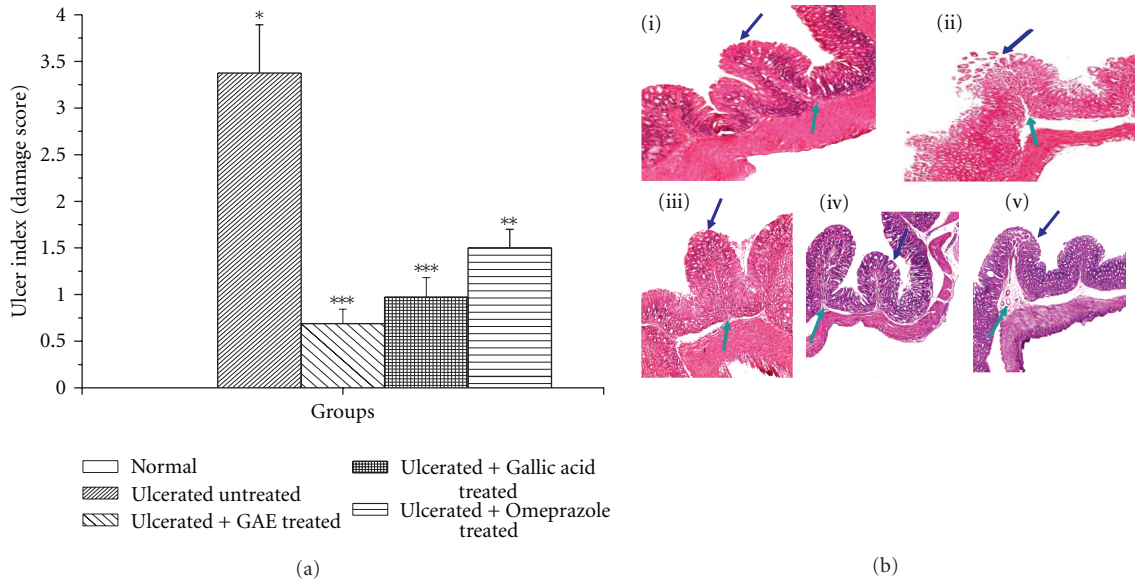 4
3.5
3
2.5
2
1.5
1
0.5
0
Ulcer index (damage score)
*
***
***
**
Groups
Normal
Ulcerated untreated
Ulcerated + GAE treated
Ulcerated + Gallic acid
treated
Ulcerated + Omeprazole
treated
(a)
(i)
(ii)
(iii)
(iv)
(v)
(b)